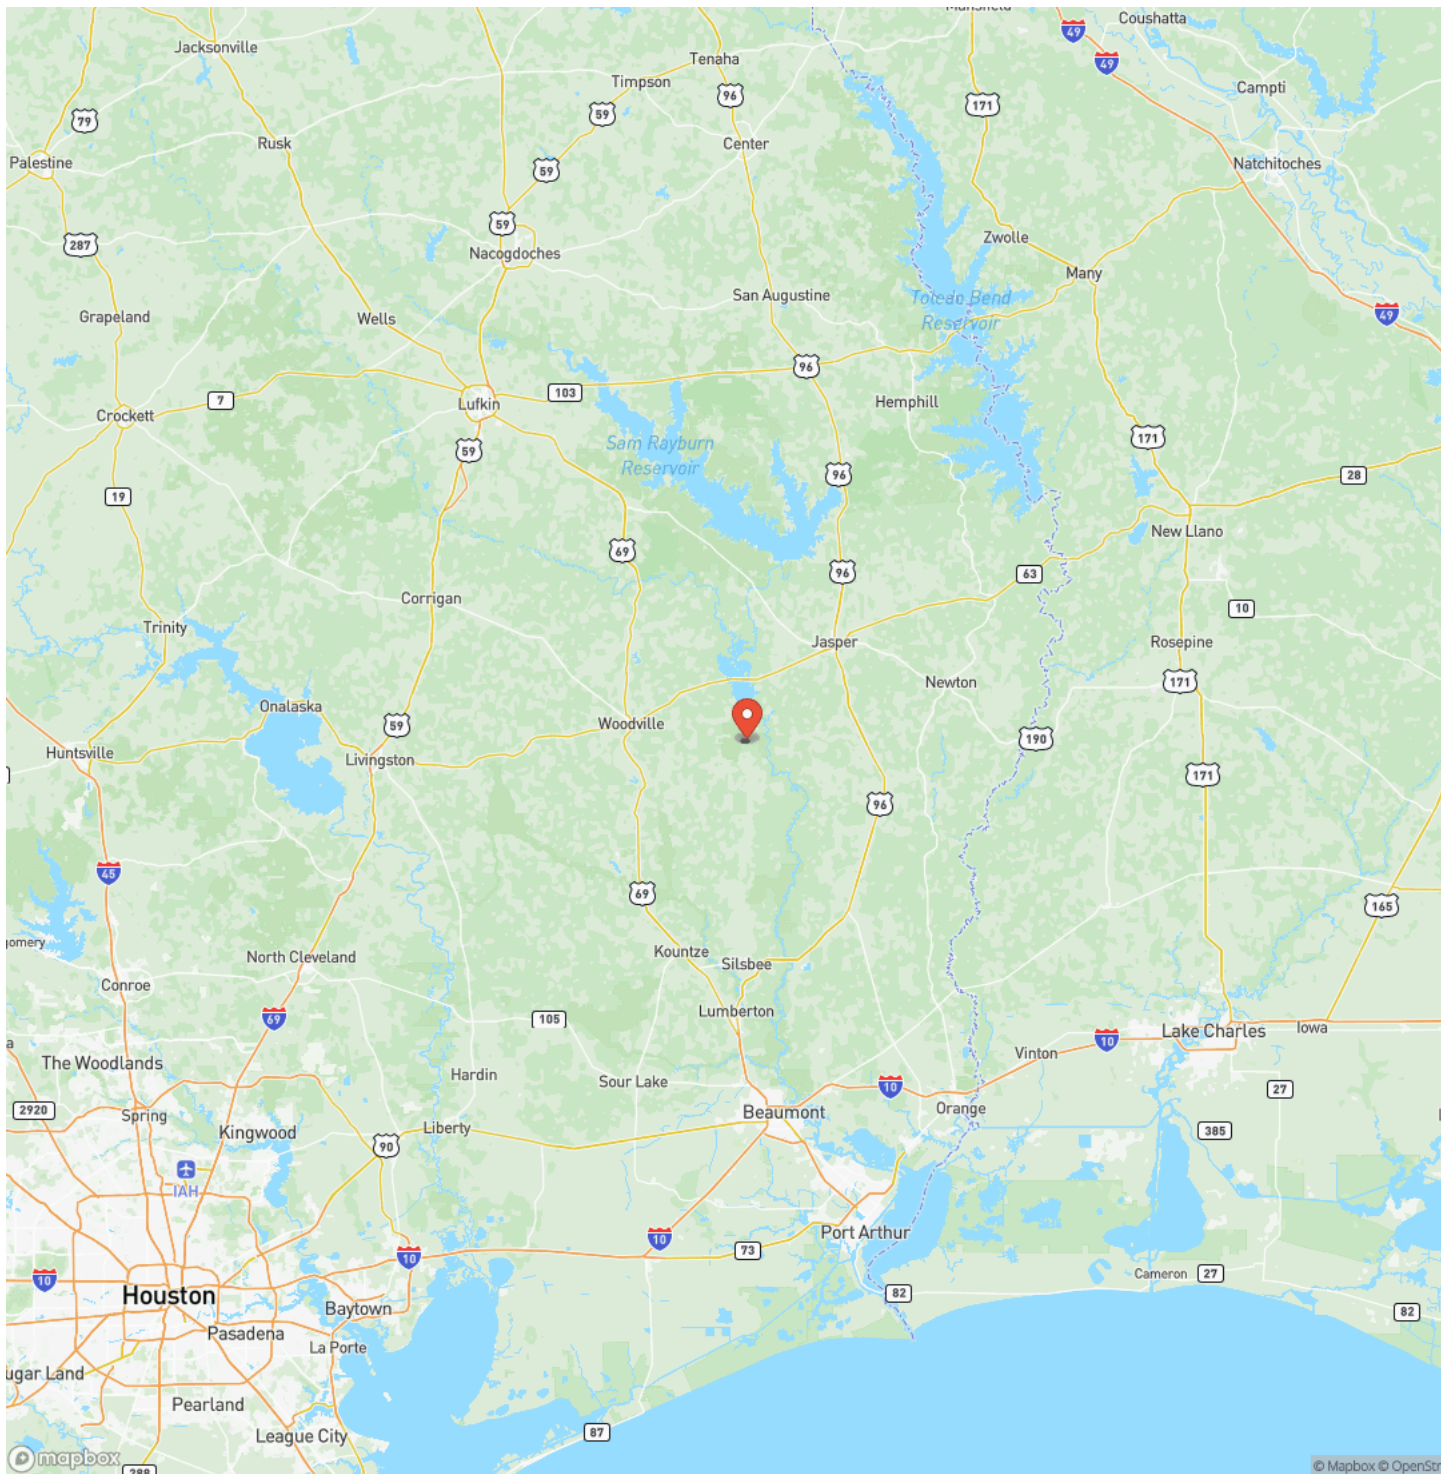 Mansfield
Coushatta
49
Jacksonville
49
Tenaha
Timpson
96
59
171
Campti
79
Rusk
Center
Palestine
59
Natchitoches
59
287
Nacogdoches
Zwolle
Many
San Augustine
Toledo Bend
Reservoir
Grapeland
Wells
49
96
7
103
Hemphill
Lufkin
Crockett
Sam Rayburn
Reservoir
171
59
96
28
19
New Llano
69
96
63
Corrigan
10
Trinity
Jasper
Rosepine
Newton
171
Onalaska
Woodville
59
190
Huntsville
Livingston
171
96
45
69
165
gomery
Kountze
North Cleveland
Silsbee
Conroe
Lumberton
69
105
Lake Charles
Iowa
10
a
Vinton
The Woodlands
Hardin
Sour Lake
10
27
2920
Spring
Beaumont
Orange
Kingwood
Liberty
385
90
IAH
Port Arthur
10
73
10
Cameron
27
10
82
Houston
Baytown
82
Pasadena
La Porte
ugar Land
Pearland
87
League City
mapbox
288
© Mapbox © OpenStr